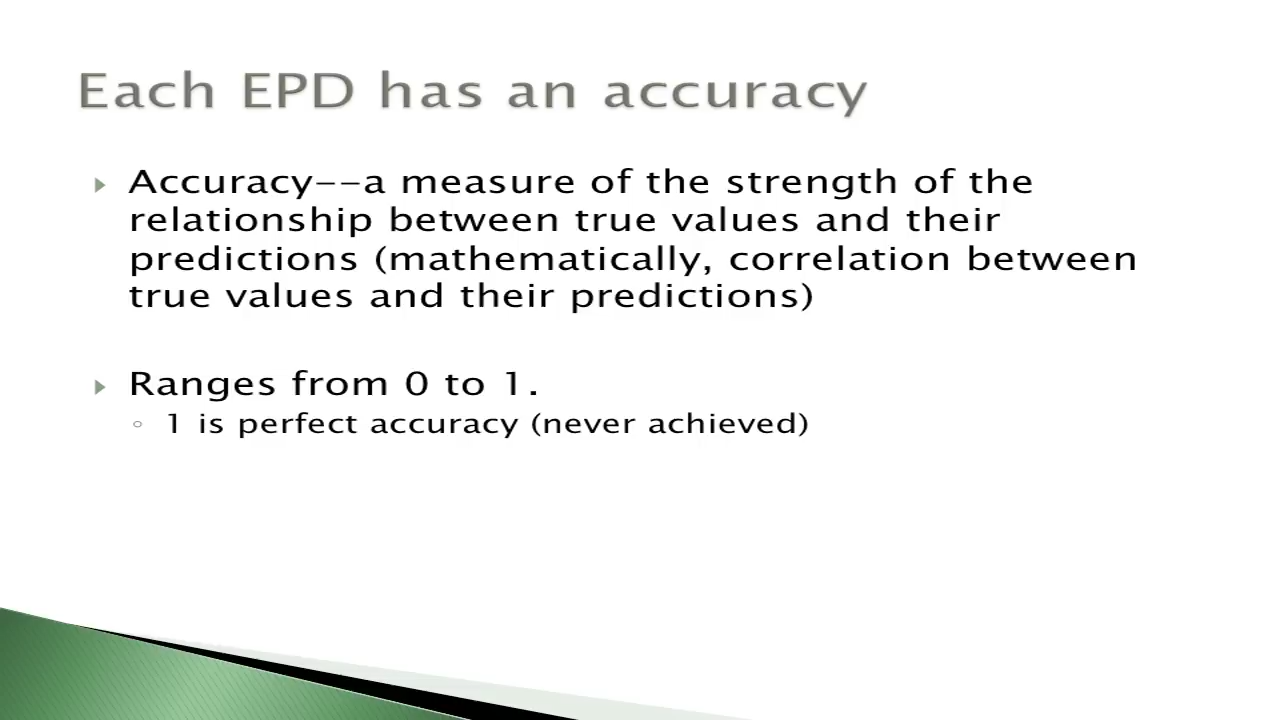 Each EPD has an accuracy
Accuracy--a measure of the strength of the
relationship between true values and their
predictions (mathematically, correlation between
true values and their predictions)
Ranges from 0 to 1.
1 is perfect accuracy (never achieved)